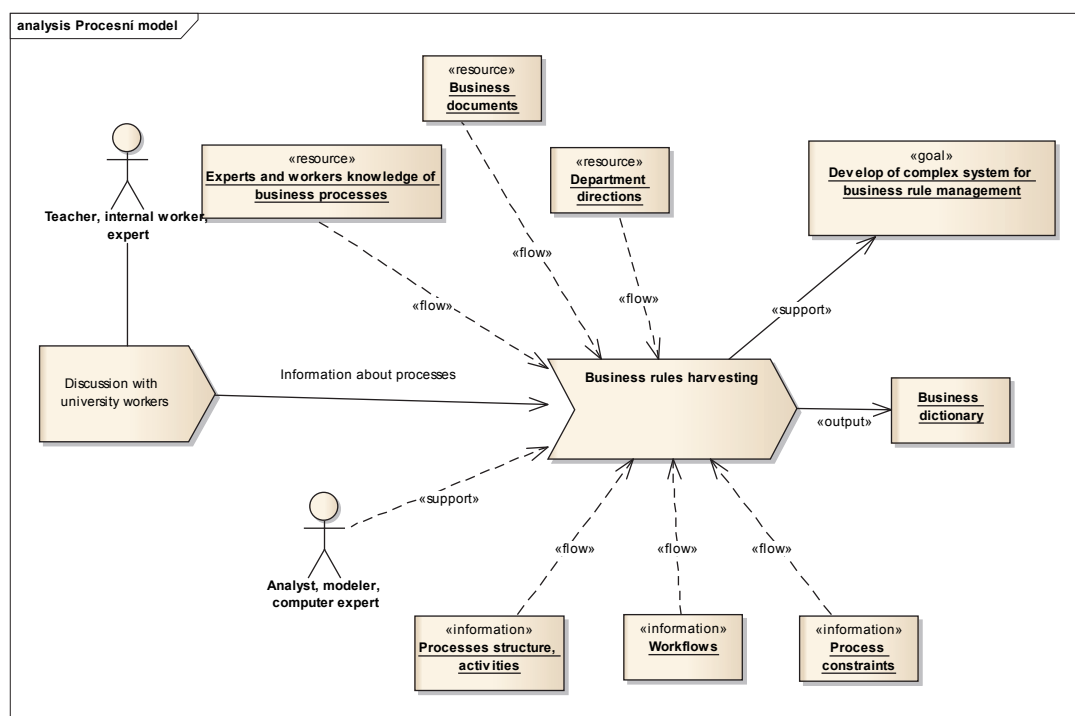 analysis Procesní model
«resource»
Business
documents
«resource»
Experts and workers knowledge of
business processes
«resource»
Department
directions
«goal»
Develop of complex system for
business rule management
Teacher, internal worker,
expert
«flow»
«flow»
«flow»
«support»
Discussion with
university workers
Information about processes
Business rules harvesting
Business
dictionary
«output»
«support»
Analyst, modeler,
computer expert
«flow»
«flow»
«flow»
«information»
Processes structure,
activities
«information»
Workflows
«information»
Process
constraints